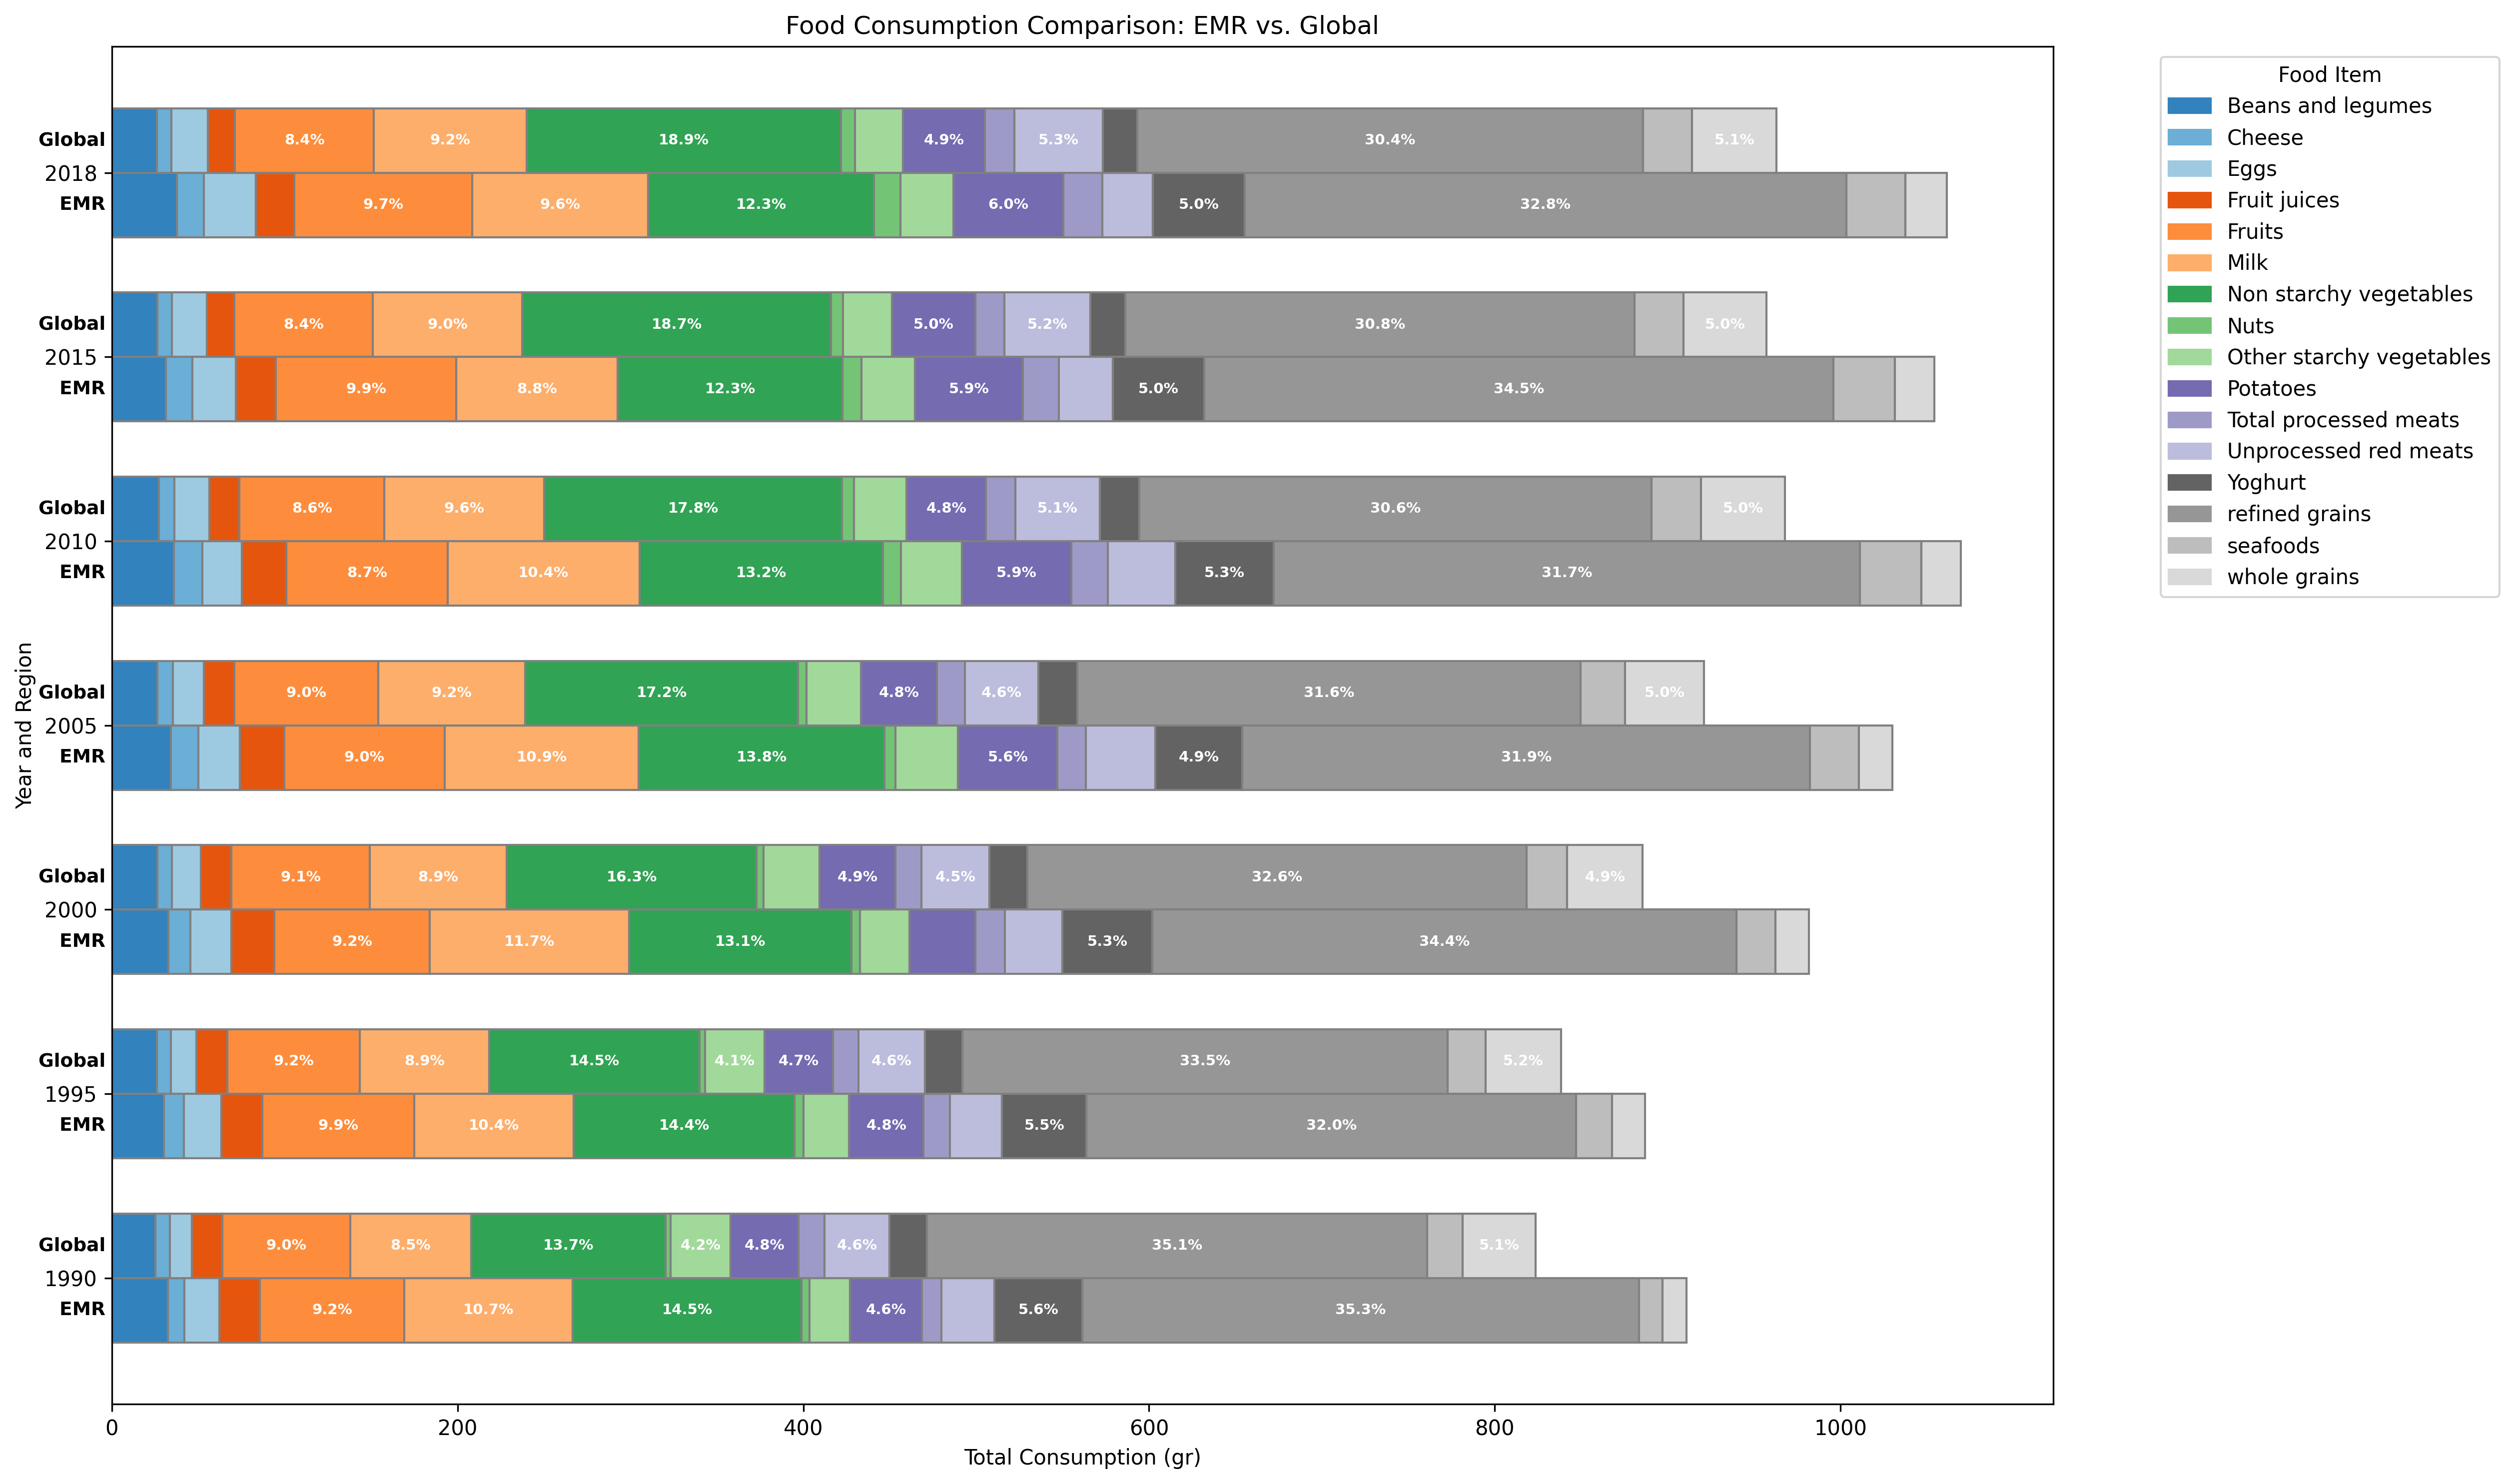 Food Consumption Comparison: EMR vs. Global
Year and Region
Global 8.4% 9.2% 18.9% 4.9% 5.3% 30.4% 5.1%
2018
EMR 9.7% 9.6% 12.3% 6.0% 5.0% 32.8%
Global 8.4% 9.0% 18.7% 5.0% 5.2% 30.8% 5.0%
2015
EMR 9.9% 8.8% 12.3% 5.9% 5.0% 34.5%
Global 8.6% 9.6% 17.8% 4.8% 5.1% 30.6% 5.0%
2010
EMR 8.7% 10.4% 13.2% 5.9% 5.3% 31.7%
Global 9.0% 9.2% 17.2% 4.8% 4.6% 31.6% 5.0%
2005
EMR 9.0% 10.9% 13.8% 5.6% 4.9% 31.9%
Global 9.1% 8.9% 16.3% 4.9% 4.5% 32.6% 4.9%
2000
EMR 9.2% 11.7% 13.1% 5.3% 34.4%
Global 9.2% 8.9% 14.5% 4.1% 4.7% 4.6% 33.5% 5.2%
1995
EMR 9.9% 10.4% 14.4% 4.8% 5.5% 32.0%
Global 9.0% 8.5% 13.7% 4.2% 4.8% 4.6% 35.1% 5.1%
1990
EMR 9.2% 10.7% 14.5% 4.6% 5.6% 35.3%
0 200 400 600 800 1000
Total Consumption (gr)
Food Item
Beans and legumes
Cheese
Eggs
Fruit juices
Fruits
Milk
Non starchy vegetables
Nuts
Other starchy vegetables
Potatoes
Total processed meats
Unprocessed red meats
Yoghurt
refined grains
seafoods
whole grains